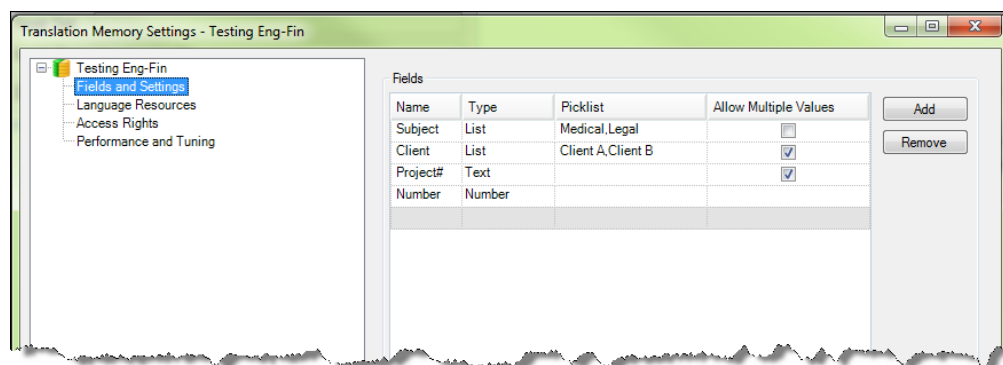 Translation Memory Settings - Testing Eng-Fin
Testing Eng-Fin
Fields and Settings
Language Resources
Access Rights
Performance and Tuning
Fields
Name Type Picklist Allow Multiple Values
Subject List Medical,Legal
Client List Client A,Client B
Project# Text
Number Number
Add
Remove